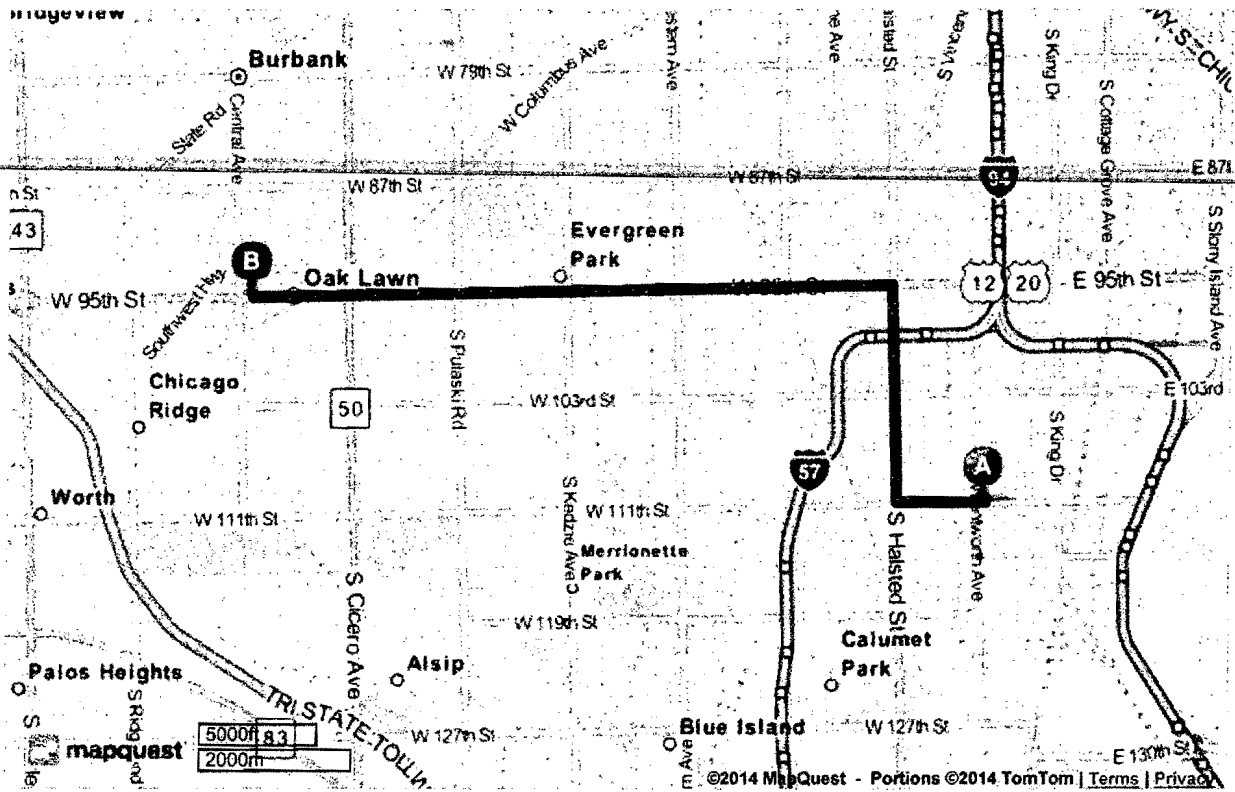 Burbank
W 79th St
W Columbus Ave
ne Ave
S King Dr
State Rd
Central Ave
S Cottage Grove Ave
W 87th St
W 87th St
94
43
S Stony Island Ave
Evergreen
Park
B
Oak Lawn
12
20
E 95th St
W 95th St
Southwest Hwy
S Pulaski Rd
Chicago
Ridge
50
W 103rd St
E 103rd
S King Dr
57
A
Worth
W 111th St
S Kedzie Ave
W 111th St
Merrionette
Park
S Halsted St
S Cicero Ave
W 119th St
Calumet
Park
Palos Heights
Alsip
TRI STATE TOLLW
Blue Island
W 127th St
W 127th St
E 130th St
mapquest
5000ft
83
2000m
©2014 MapQuest - Portions ©2014 TomTom | Terms | Privacy